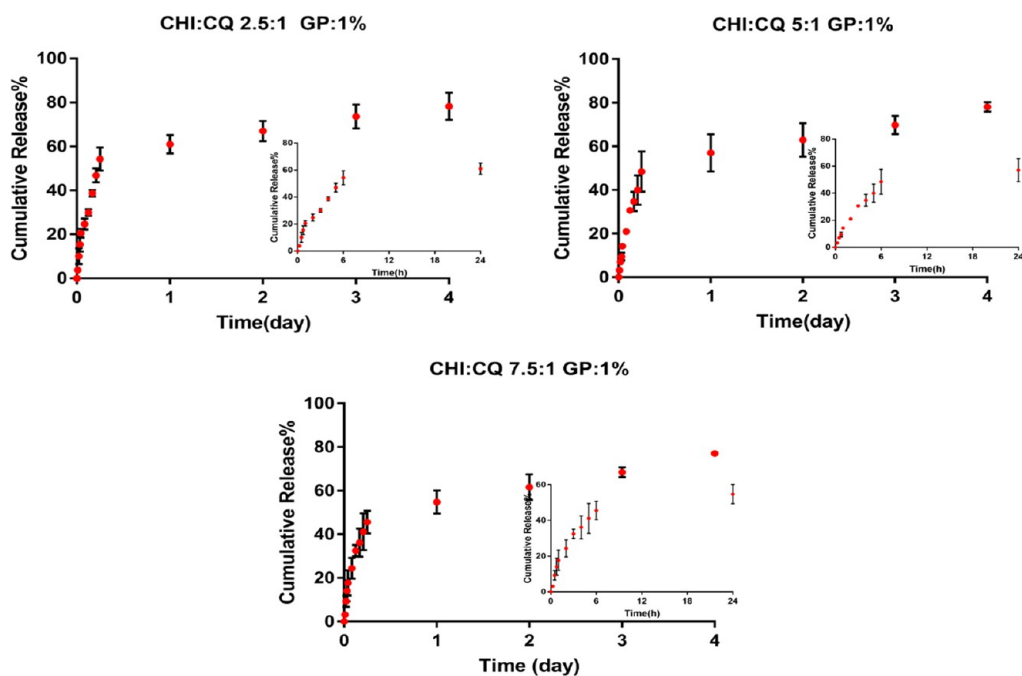 CHI:CQ 2.5:1 GP:1%
Cumulative Release%
100
80
60
40
20
0
0 1 2 3 4
Time(day)
Cumulative Release%
80
60
40
20
0
0 6 12 18 24
Time(h)
CHI:CQ 5:1 GP:1%
Cumulative Release%
100
80
60
40
20
0
0 1 2 3 4
Time(day)
Cumulative Release%
80
60
40
20
0
0 6 12 18 24
Time(h)
CHI:CQ 7.5:1 GP:1%
Cumulative Release%
100
80
60
40
20
0
0 1 2 3 4
Time (day)
Cumulative Release%
60
40
20
0
0 6 12 18 24
Time(h)